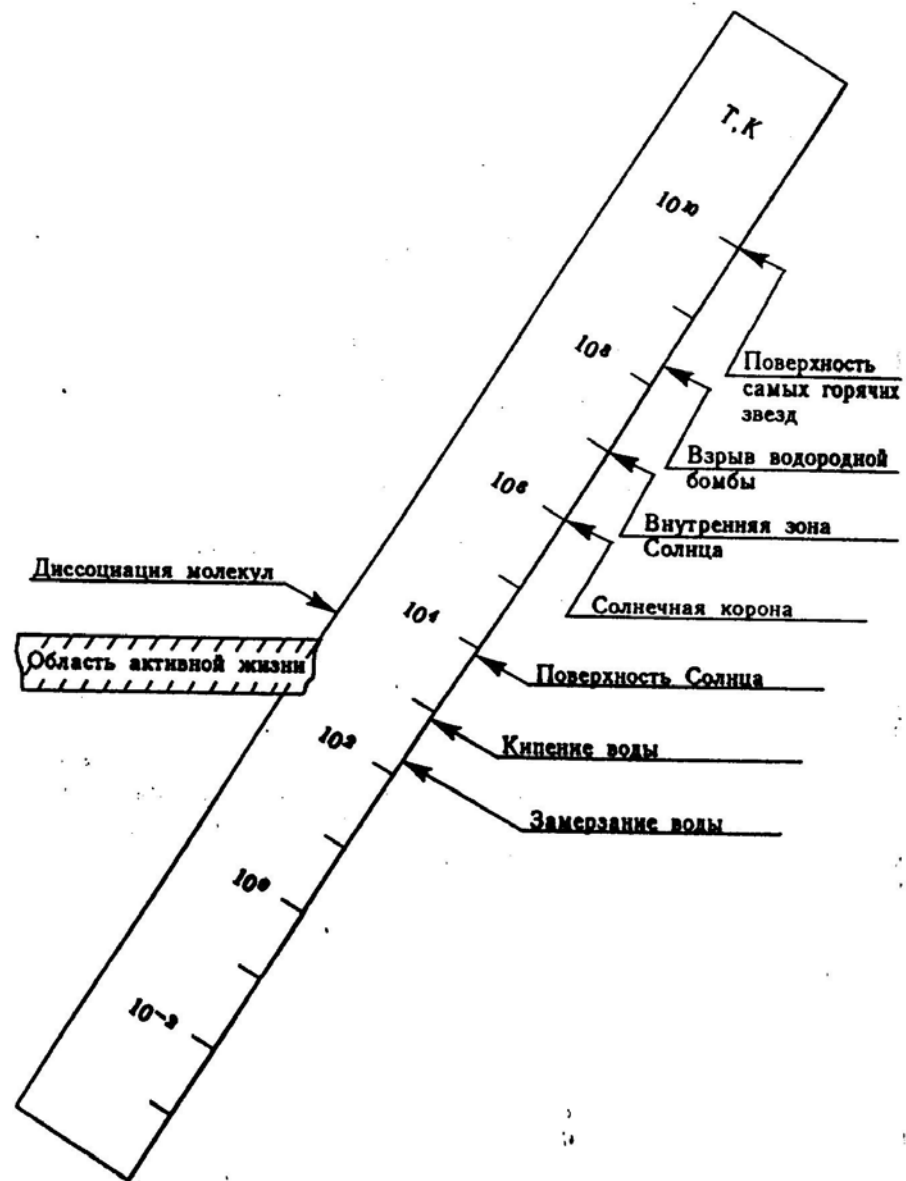 T, K
10¹⁰
10⁸
Поверхность
самых горячих
звезд
Взрыв водородной
бомбы
10⁶
Внутренняя зона
Солнца
Диссоциация молекул
Солнечная корона
10⁴
Область активной жизни
Поверхность Солнца
10²
Кипение воды
Замерзание воды
10⁰
10⁻²